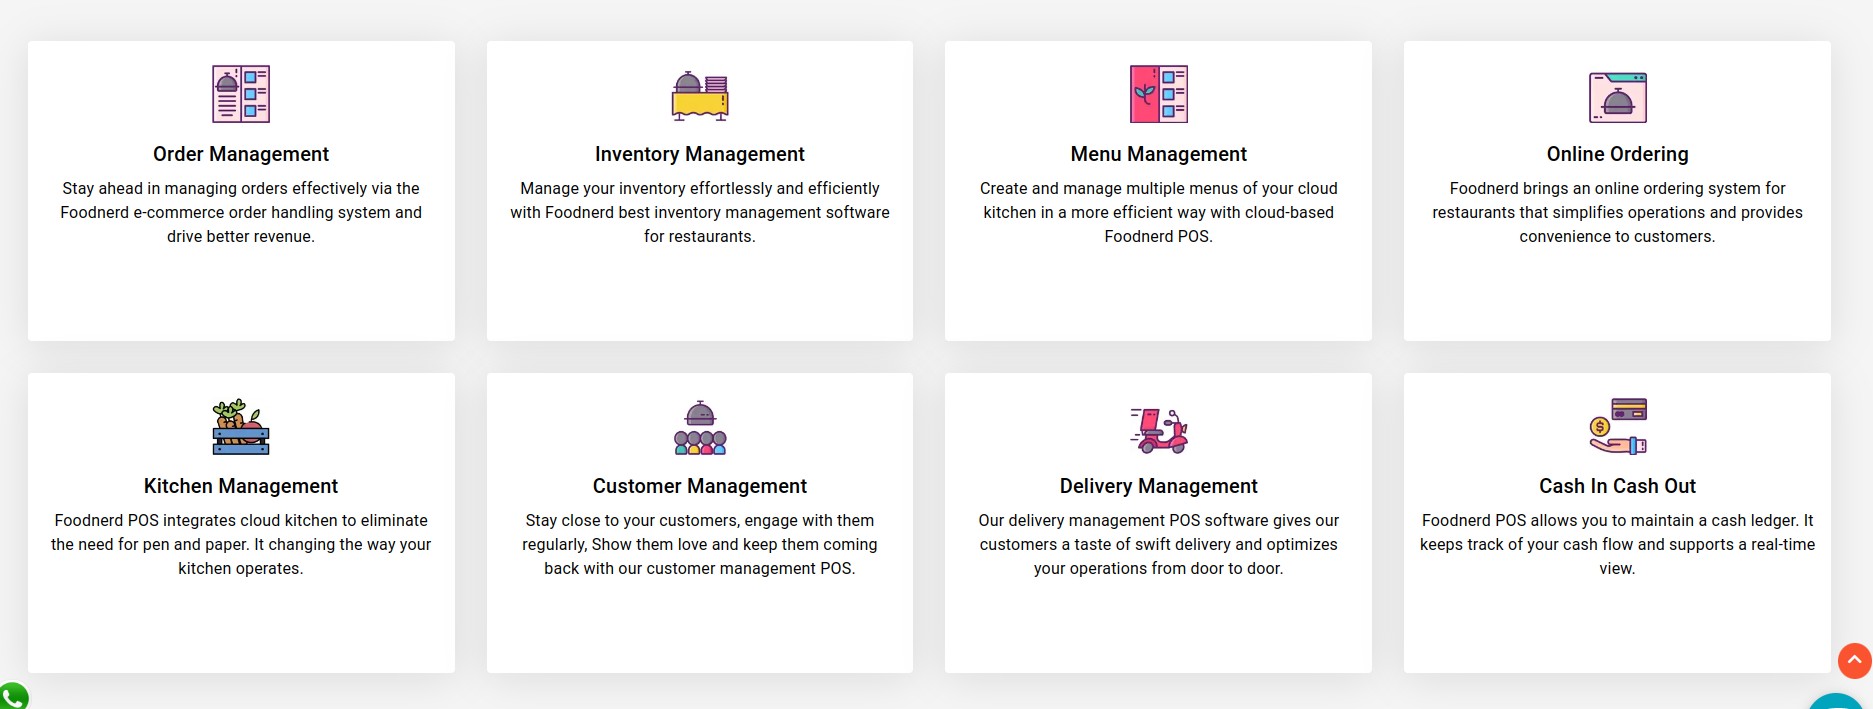 Order Management
Stay ahead in managing orders effectively via the
Foodnerd e-commerce order handling system and
drive better revenue.
Inventory Management
Manage your inventory effortlessly and efficiently
with Foodnerd best inventory management software
for restaurants.
Menu Management
Create and manage multiple menus of your cloud
kitchen in a more efficient way with cloud-based
Foodnerd POS.
Online Ordering
Foodnerd brings an online ordering system for
restaurants that simplifies operations and provides
convenience to customers.
Kitchen Management
Foodnerd POS integrates cloud kitchen to eliminate
the need for pen and paper. It changing the way your
kitchen operates.
Customer Management
Stay close to your customers, engage with them
regularly, Show them love and keep them coming
back with our customer management POS.
Delivery Management
Our delivery management POS software gives our
customers a taste of swift delivery and optimizes
your operations from door to door.
Cash In Cash Out
Foodnerd POS allows you to maintain a cash ledger. It
keeps track of your cash flow and supports a real-time
view.